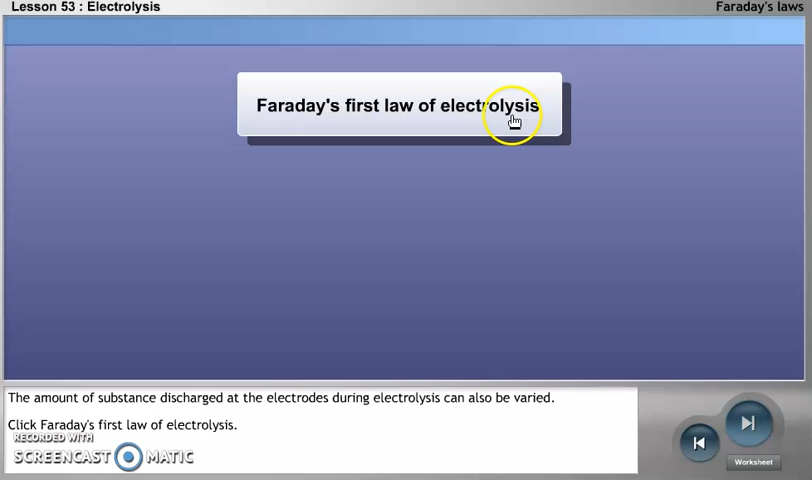 Lesson 53 : Electrolysis
Faraday's laws
Faraday's first law of electrolysis
The amount of substance discharged at the electrodes during electrolysis can also be varied.
Click Faraday's first law of electrolysis.
RECORDED WITH
SCREENCAST MATIC
Worksheet